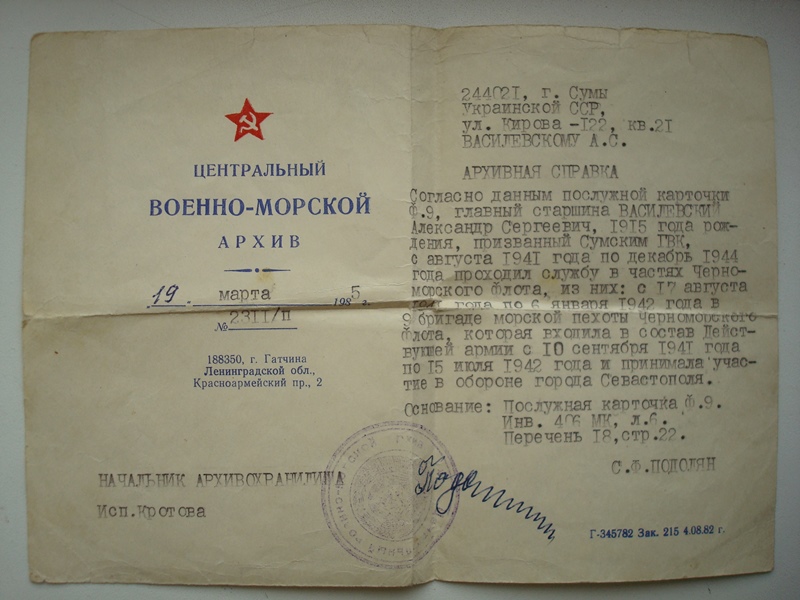 ЦЕНТРАЛЬНЫЙ
ВОЕННО-МОРСКОЙ
АРХИВ
19. марта 1985 г.
№ 2311/П
188350, г. Гатчина
Ленинградской обл.,
Красноармейский пр., 2
НАЧАЛЬНИК АРХИВОХРАНИЛИЩА
Исп.Кротова
244021, г. Сумы
Украинской ССР,
ул. Кирова -122, кв.21
ВАСИЛЕВСКОМУ А.С.
АРХИВНАЯ СПРАВКА
Согласно данным послужной карточки
Ф.9, главный старшина ВАСИЛЕВСКИЙ
Александр Сергеевич, 1915 года рож-
дения, призванный Сумским ГВК,
с августа 1941 года по декабрь 1944
года проходил службу в частях Черно-
морского Флота, из них: с 17 августа
1941 года по 6 января 1942 года в
бригаде морской пехоты Черноморского
Флота, которая входила в состав Дейст-
вующей армии с 10 сентября 1941 года
по 15 июля 1942 года и принимала учас-
тие в обороне города Севастополя.
Основание: Послужная карточка Ф.9.
Инв. 406 МК, л.6.
Перечень 18,стр.22.
С.Ф.ПОДОЛЯН
Г-345782 Зак. 215 4.08.82 г.